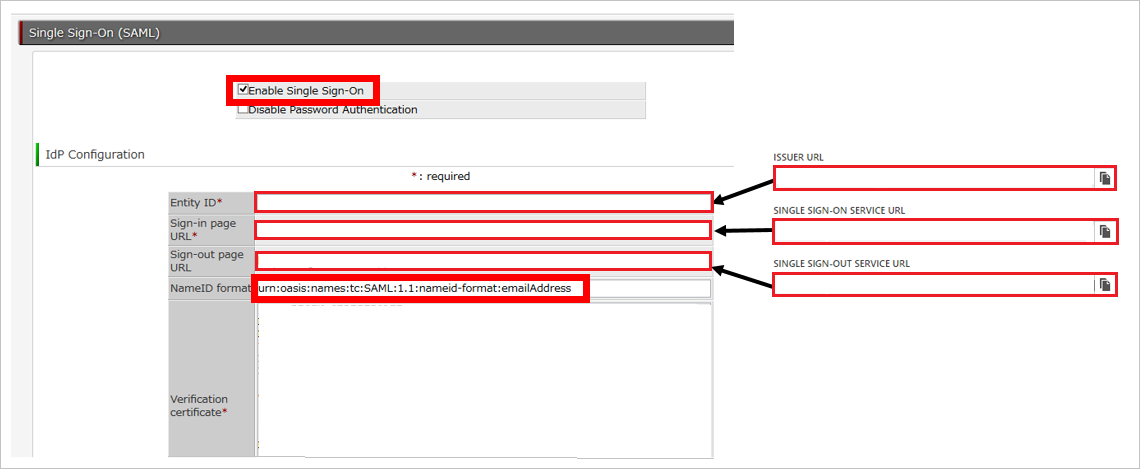 Single Sign-On (SAML)
Enable Single Sign-On
Disable Password Authentication
IdP Configuration
* : required
ISSUER URL
Entity ID*
Sign-in page
URL*
SINGLE SIGN-ON SERVICE URL
Sign-out page
URL
SINGLE SIGN-OUT SERVICE URL
NameID format
urn:oasis:names:tc:SAML:1.1:nameid-format:emailAddress
Verification
certificate*